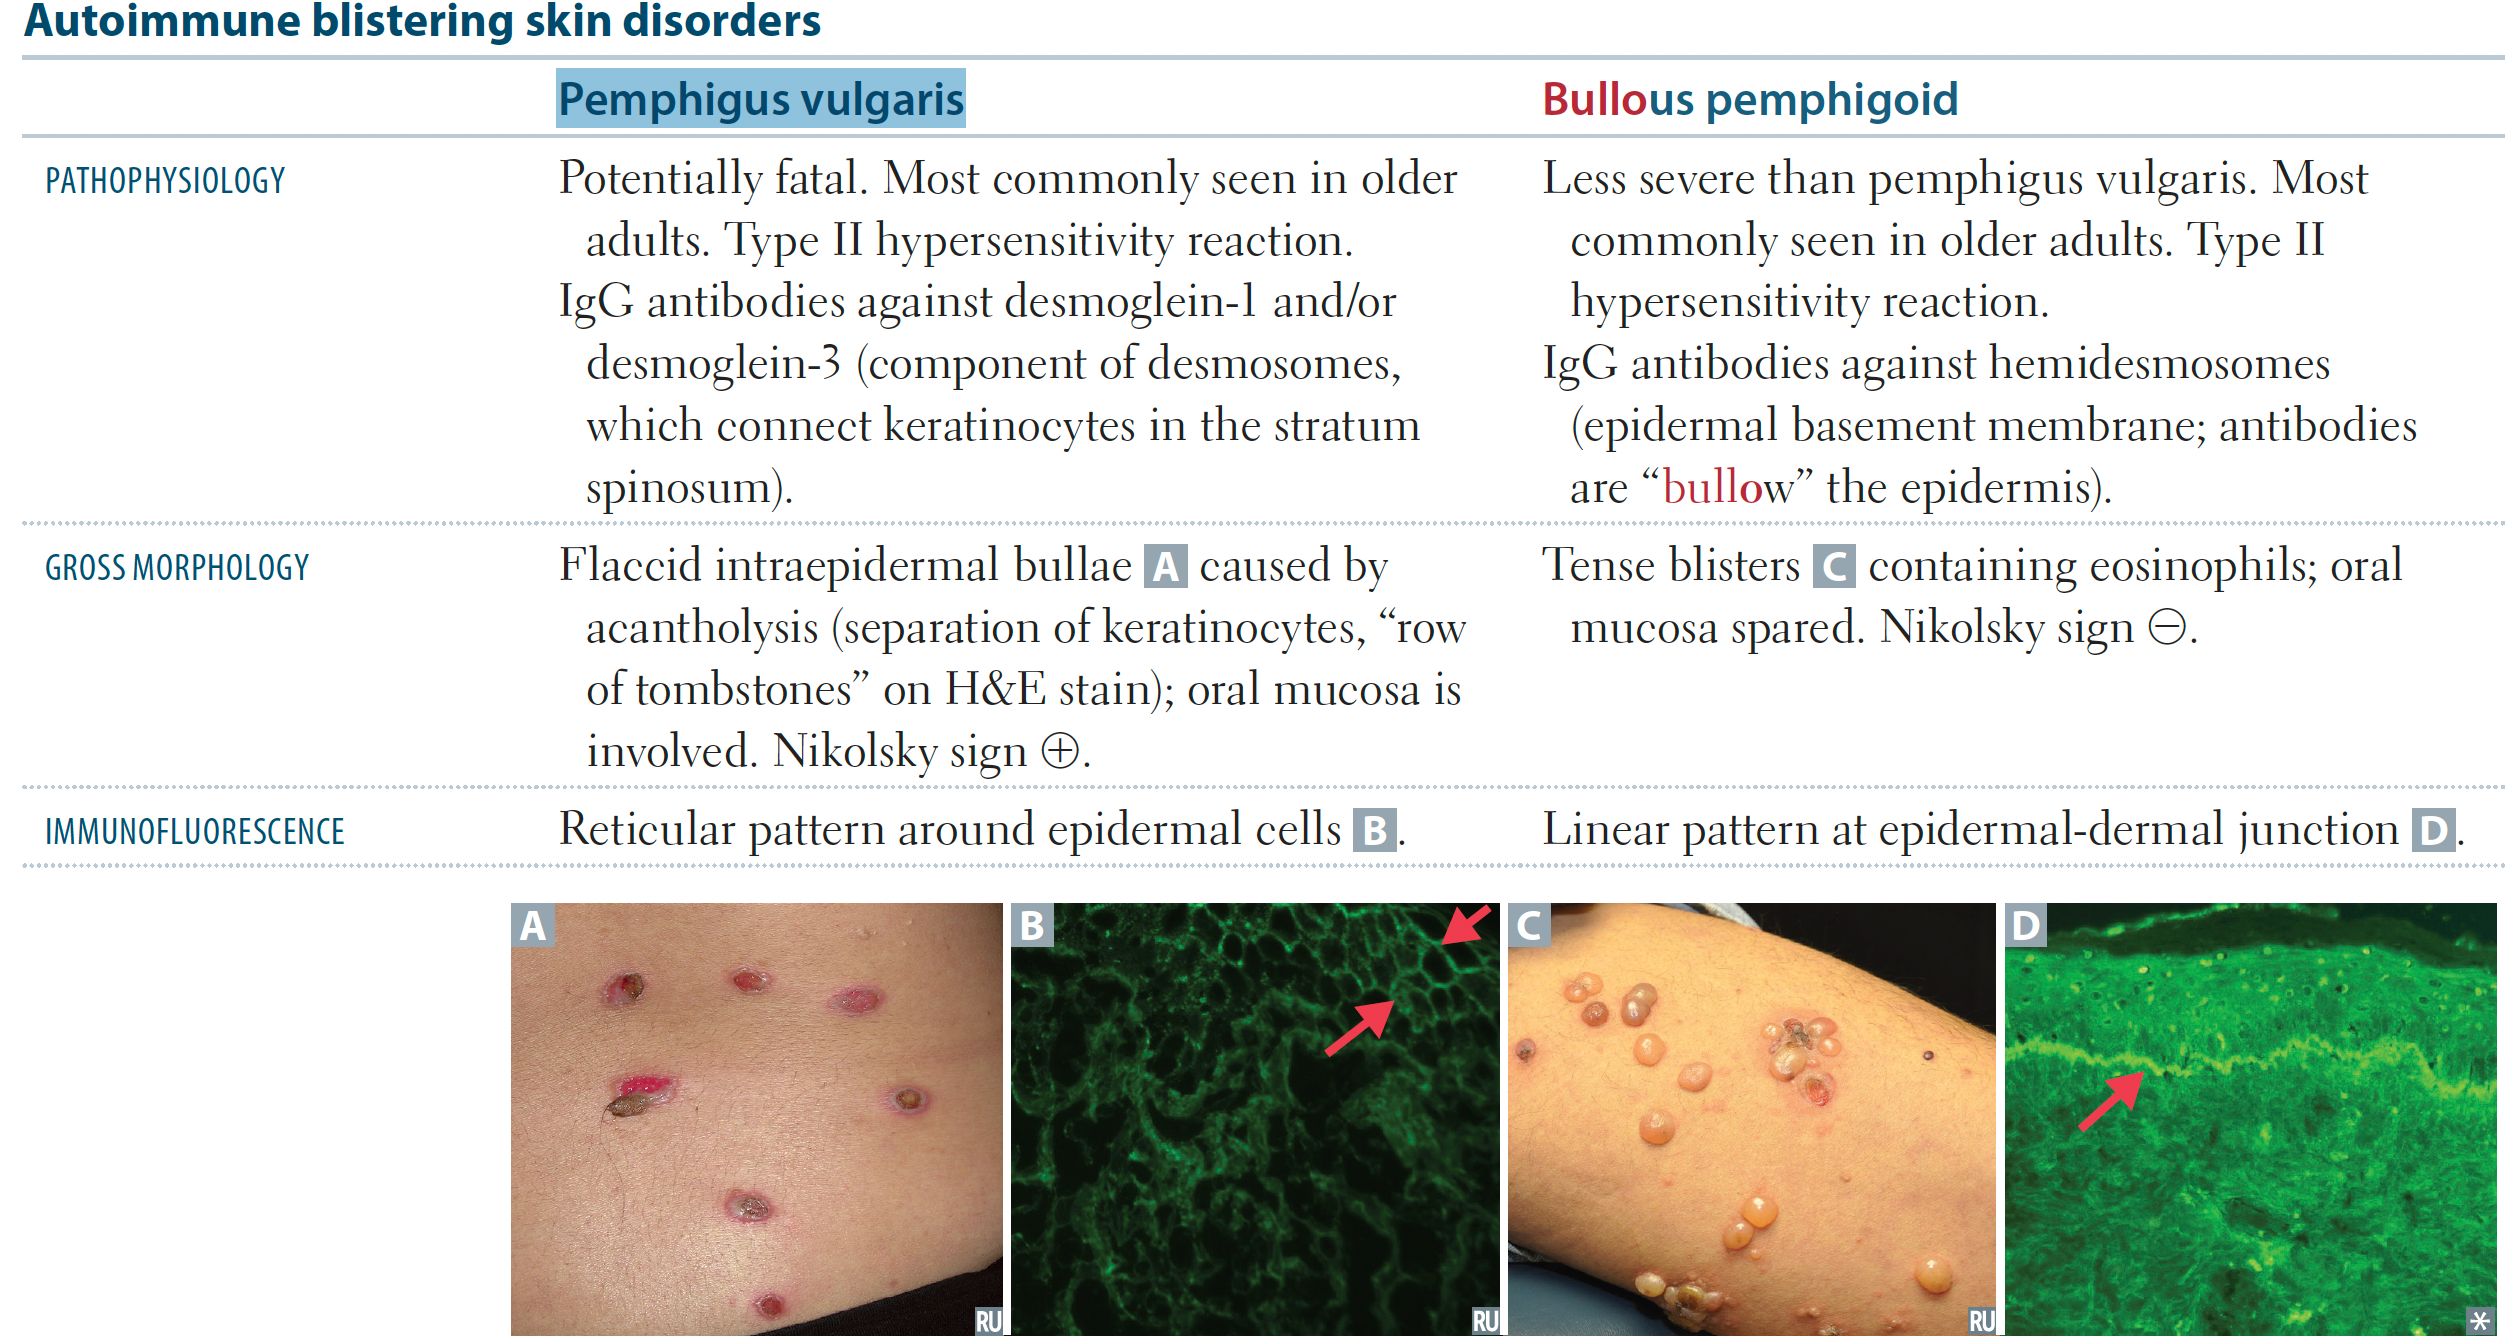 Autoimmune blistering skin disorders
Pemphigus vulgaris
Bullous pemphigoid
PATHOPHYSIOLOGY
Potentially fatal. Most commonly seen in older
adults. Type II hypersensitivity reaction.
IgG antibodies against desmoglein-1 and/or
desmoglein-3 (component of desmosomes,
which connect keratinocytes in the stratum
spinosum).
Less severe than pemphigus vulgaris. Most
commonly seen in older adults. Type II
hypersensitivity reaction.
IgG antibodies against hemidesmosomes
(epidermal basement membrane; antibodies
are “bullow” the epidermis).
GROSS MORPHOLOGY
Flaccid intraepidermal bullae A caused by
acantholysis (separation of keratinocytes, “row
of tombstones” on H&E stain); oral mucosa is
involved. Nikolsky sign ⊕.
Tense blisters C containing eosinophils; oral
mucosa spared. Nikolsky sign ⊖.
IMMUNOFLUORESCENCE
Reticular pattern around epidermal cells B.
Linear pattern at epidermal-dermal junction D.
A
B
C
D
RU
RU
RU
*